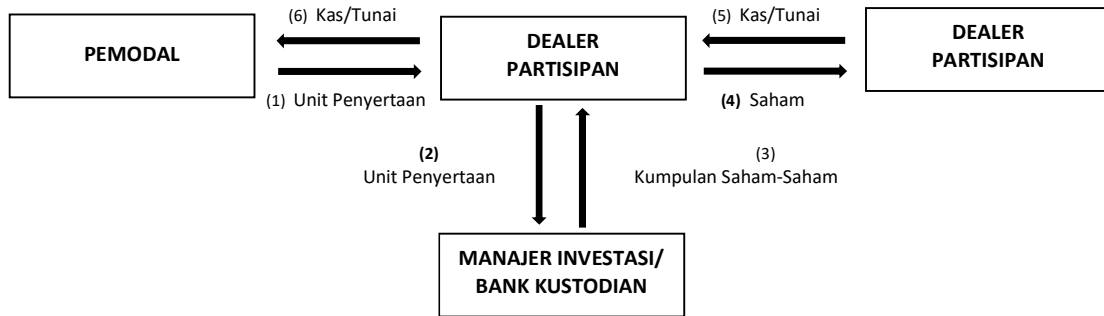 (6) Kas/Tunai
(5) Kas/Tunai
PEMODAL
DEALER
PARTISIPAN
DEALER
PARTISIPAN
(1) Unit Penyertaan
(4) Saham
(2)
Unit Penyertaan
(3)
Kumpulan Saham-Saham
MANAJER INVESTASI/
BANK KUSTODIAN